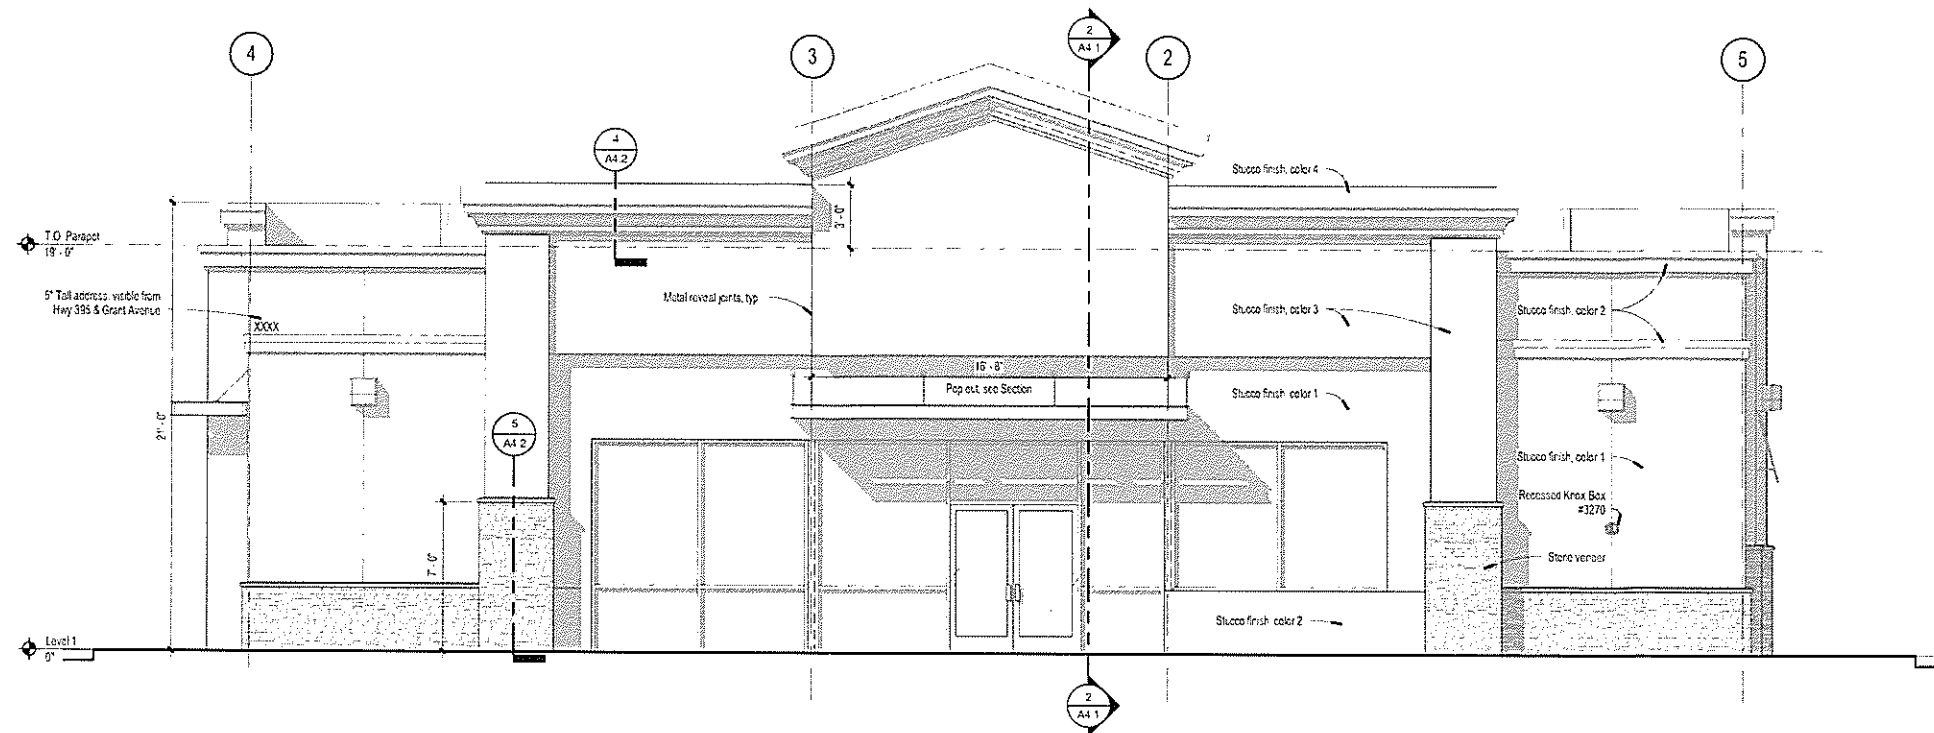 4
3
2
A4.1
2
5
4
A4.2
Stucco finish, color 4
3' - 0"
T.O. Parapet
19' - 0"
5" Tall address, visible from
Hwy 395 & Grant Avenue
XXXX
Metal reveal joints, typ
Stucco finish, color 3
Stucco finish, color 2
16' - 8"
Pop out, see Section
Stucco finish, color 1
21' - 0"
5
A4.2
Stucco finish, color 1
Recessed Knox Box
#3270
7' - 0"
Stone veneer
Stucco finish, color 2
Level 1
0"
2
A4.1